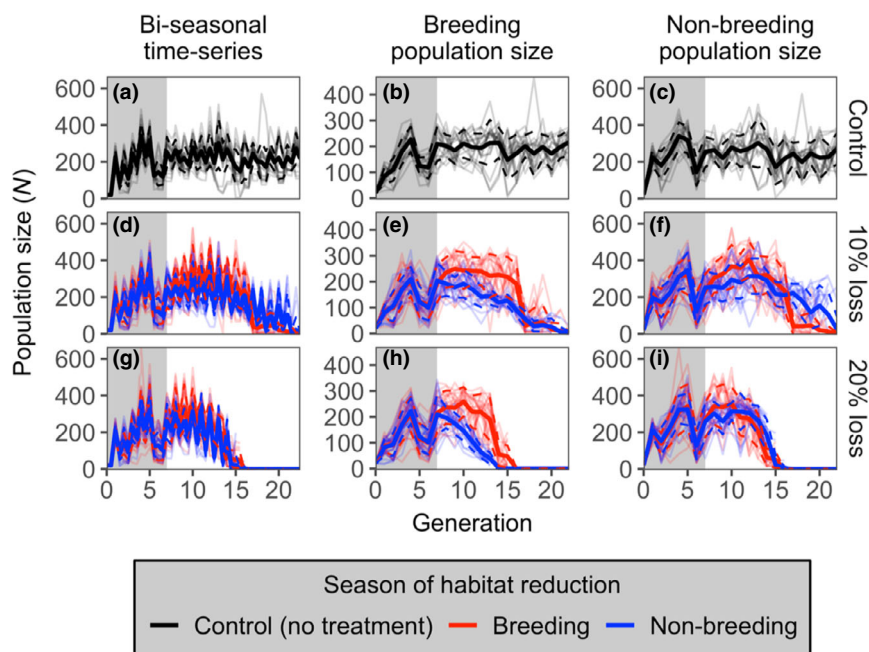 Bi-seasonal
time-series
Breeding
population size
Non-breeding
population size
Population size (N)
600
400
200
0
(a)
400
300
200
100
0
(b)
600
400
200
0
(c)
Control
600
400
200
0
(d)
400
300
200
100
0
(e)
600
400
200
0
(f)
10% loss
600
400
200
0
(g)
400
300
200
100
0
(h)
600
400
200
0
(i)
20% loss
0 5 10 15 20
0 5 10 15 20
0 5 10 15 20
Generation
Season of habitat reduction
Control (no treatment) Breeding Non-breeding